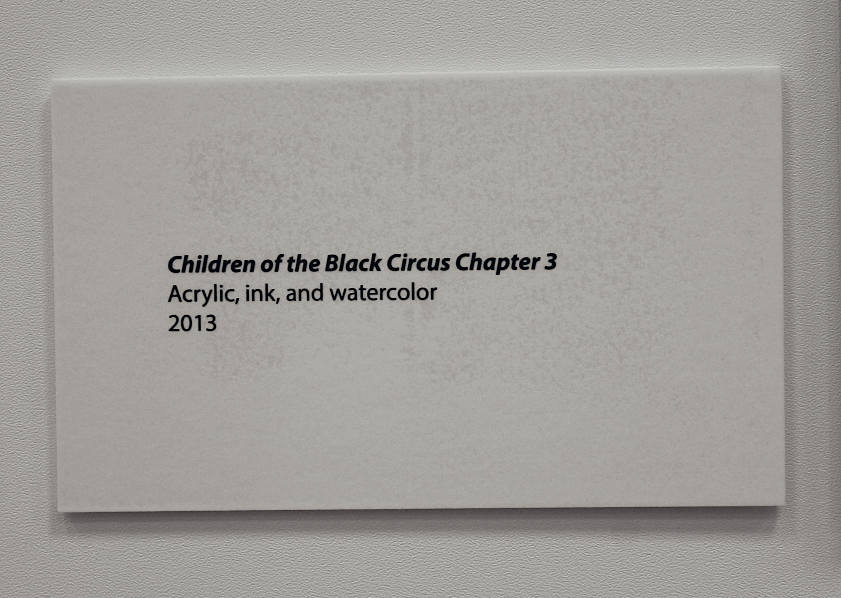 Children of the Black Circus Chapter 3
Acrylic, ink, and watercolor
2013